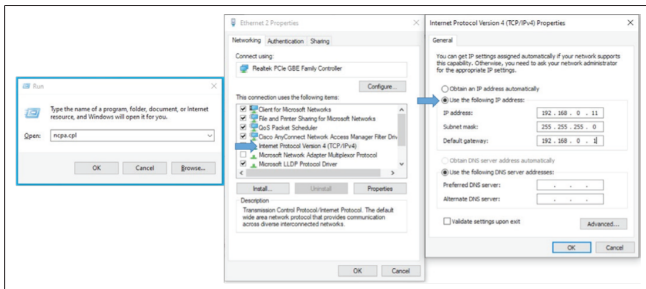 Run
Type the name of a program, folder, document, or Internet
resource, and Windows will open it for you.
Open:
ncpa.cpl
OK
Cancel
Browse...
Ethernet 2 Properties
Networking
Authentication
Sharing
Connect using:
Realtek PCIe GBE Family Controller
Configure...
This connection uses the following items:
Client for Microsoft Networks
File and Printer Sharing for Microsoft Networks
QoS Packet Scheduler
Cisco AnyConnect Network Access Manager Filter Driv
Internet Protocol Version 4 (TCP/IPv4)
Microsoft Network Adapter Multiplexor Protocol
Microsoft LLDP Protocol Driver
Install...
Uninstall
Properties
Description
Transmission Control Protocol/Internet Protocol. The default
wide area network protocol that provides communication
across diverse interconnected networks.
OK
Cancel
Internet Protocol Version 4 (TCP/IPv4) Properties
General
You can get IP settings assigned automatically if your network supports
this capability. Otherwise, you need to ask your network administrator
for the appropriate IP settings.
Obtain an IP address automatically
Use the following IP address:
IP address:
192 . 168 . 0 . 11
Subnet mask:
255 . 255 . 255 . 0
Default gateway:
192 . 168 . 0 . 1
Obtain DNS server address automatically
Use the following DNS server addresses:
Preferred DNS server:
. . .
Alternate DNS server:
. . .
Validate settings upon exit
Advanced...
OK
Cancel